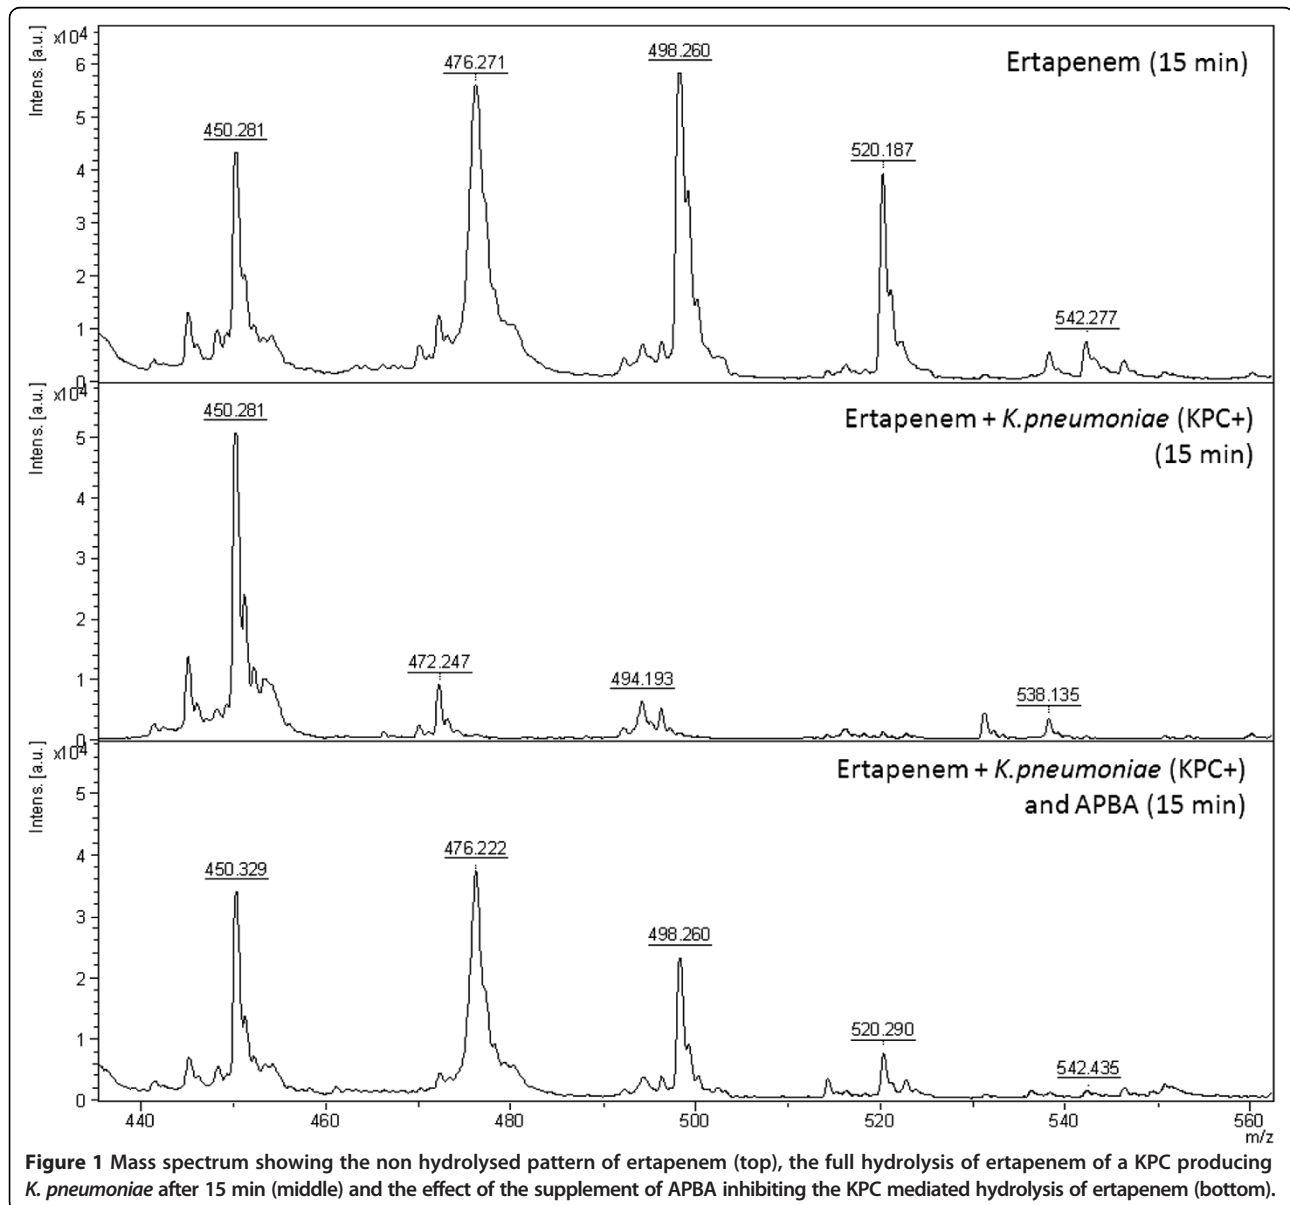 x10⁴
Intens. [a.u.]
6
5
4
3
2
1
0
450.281
476.271
498.260
520.187
542.277
Ertapenem (15 min)
x10⁴
Intens. [a.u.]
5
4
3
2
1
0
450.281
472.247
494.193
538.135
Ertapenem + K.pneumoniae (KPC+)
(15 min)
x10⁴
Intens. [a.u.]
5
4
3
2
1
0
450.329
476.222
498.260
520.290
542.435
Ertapenem + K.pneumoniae (KPC+)
and APBA (15 min)
440 460 480 500 520 540 560
m/z
Figure 1 Mass spectrum showing the non hydrolysed pattern of ertapenem (top), the full hydrolysis of ertapenem of a KPC producing
K. pneumoniae after 15 min (middle) and the effect of the supplement of APBA inhibiting the KPC mediated hydrolysis of ertapenem (bottom).